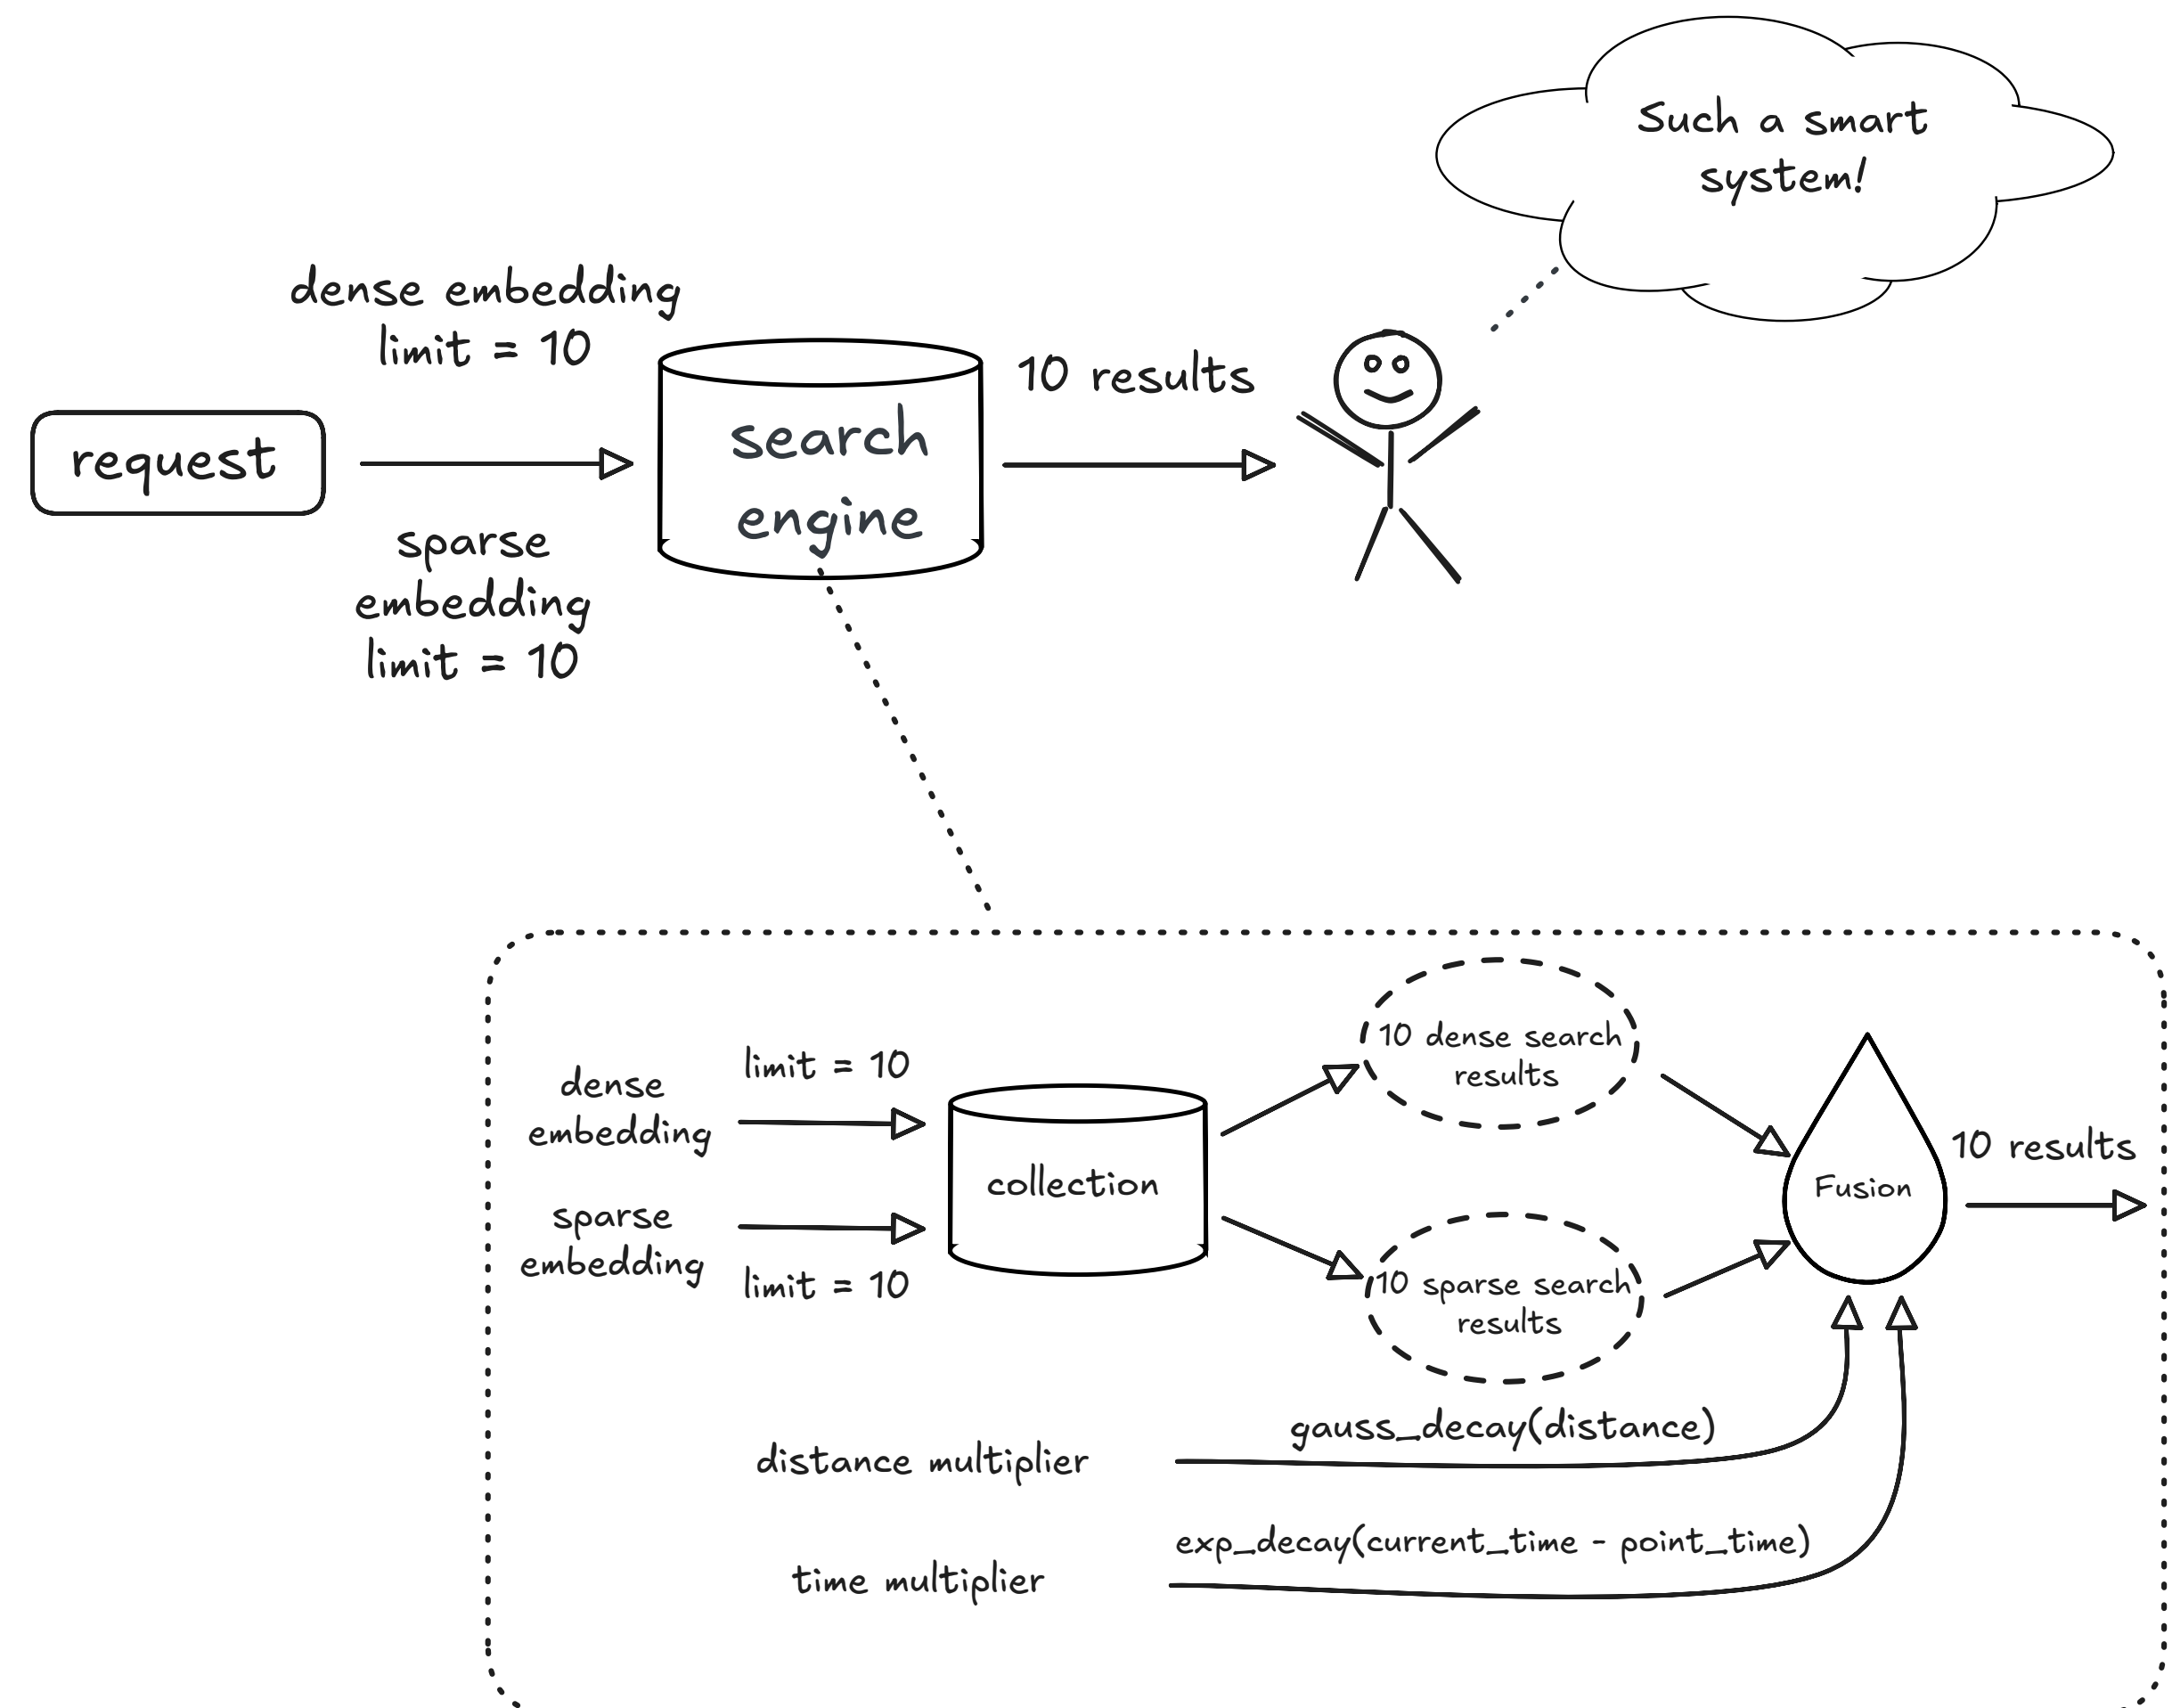 Such a smart
system!
dense embedding
limit = 10
request
sparse
embedding
limit = 10
search
engine
10 results
dense
embedding
limit = 10
sparse
embedding
limit = 10
collection
10 dense search
results
10 sparse search
results
Fusion
10 results
distance multiplier
gauss_decay(distance)
time multiplier
exp_decay(current_time - point_time)